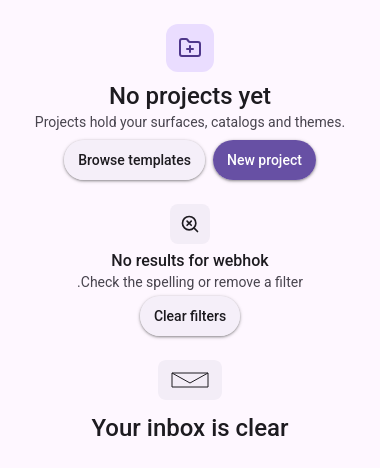 No projects yet
Projects hold your surfaces, catalogs and themes.
Browse templates
New project
No results for webhok
.Check the spelling or remove a filter
Clear filters
Your inbox is clear